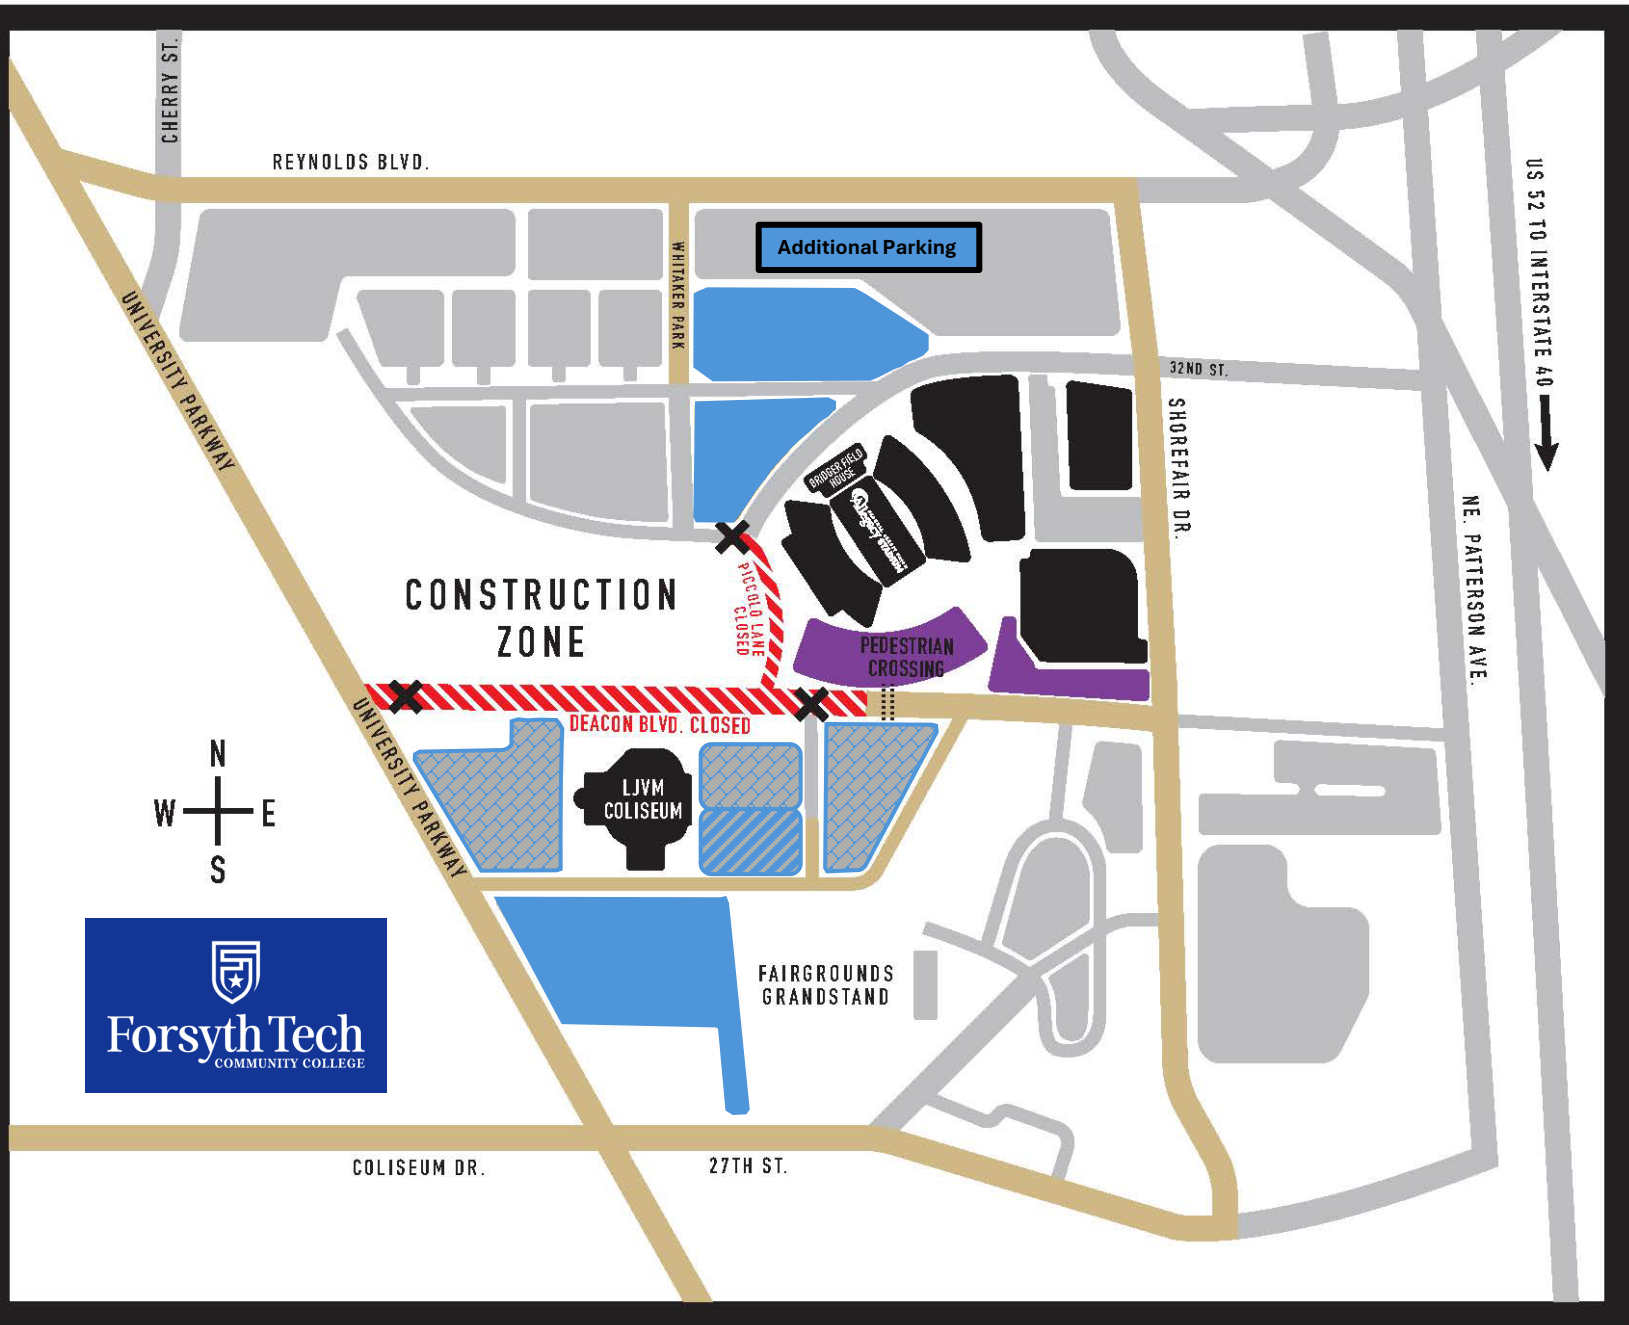 CHERRY ST.
REYNOLDS BLVD.
US 52 TO INTERSTATE 40
Additional Parking
WHITAKER PARK
UNIVERSITY PARKWAY
32ND ST.
SHOREFAIR DR.
BRIDGER FIELD
HOUSE
Allegacy STADIUM
NE. PATTERSON AVE.
CONSTRUCTION
ZONE
PICCOLO LANE
CLOSED
PEDESTRIAN
CROSSING
DEACON BLVD. CLOSED
UNIVERSITY PARKWAY
N
W E
S
LJVM
COLISEUM
FAIRGROUNDS
GRANDSTAND
Forsyth Tech
COMMUNITY COLLEGE
COLISEUM DR.
27TH ST.